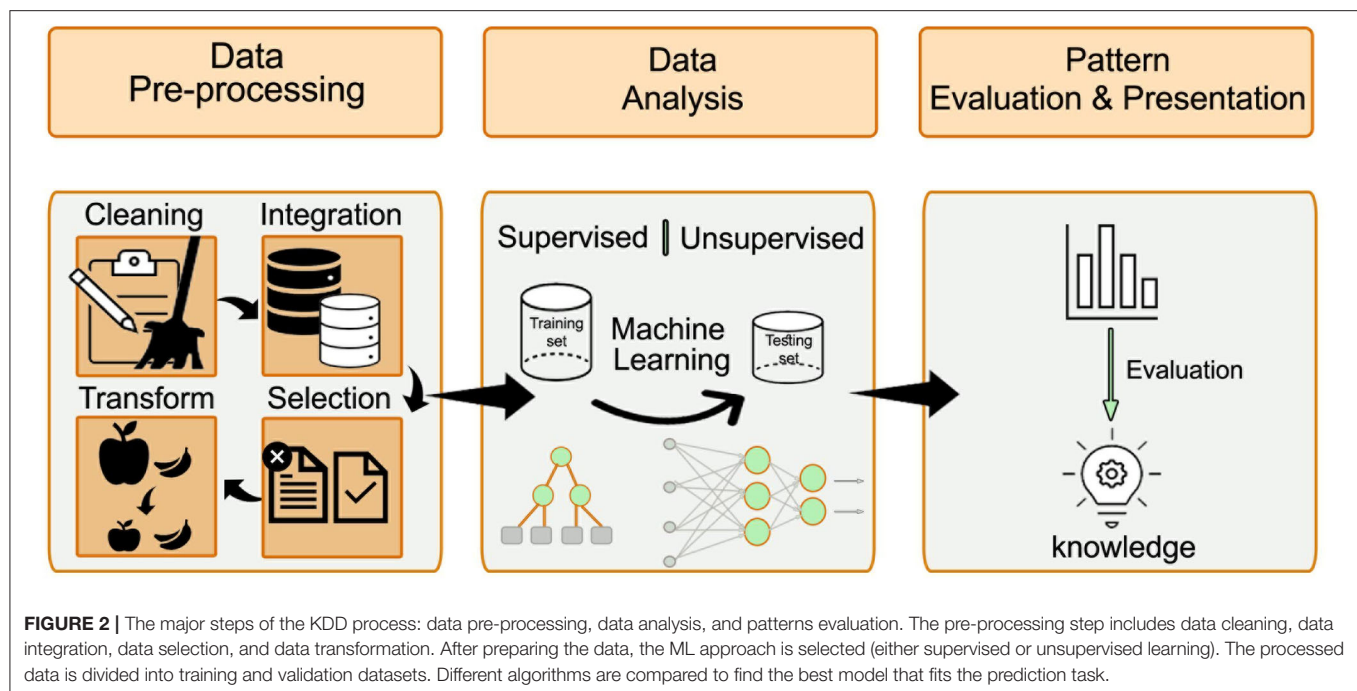 Data
Pre-processing
Data
Analysis
Pattern
Evaluation & Presentation
Cleaning
Integration
Transform
Selection
Supervised | Unsupervised
Training
set
Machine
Learning
Testing
set
Evaluation
knowledge
FIGURE 2 | The major steps of the KDD process: data pre-processing, data analysis, and patterns evaluation. The pre-processing step includes data cleaning, data
integration, data selection, and data transformation. After preparing the data, the ML approach is selected (either supervised or unsupervised learning). The processed
data is divided into training and validation datasets. Different algorithms are compared to find the best model that fits the prediction task.